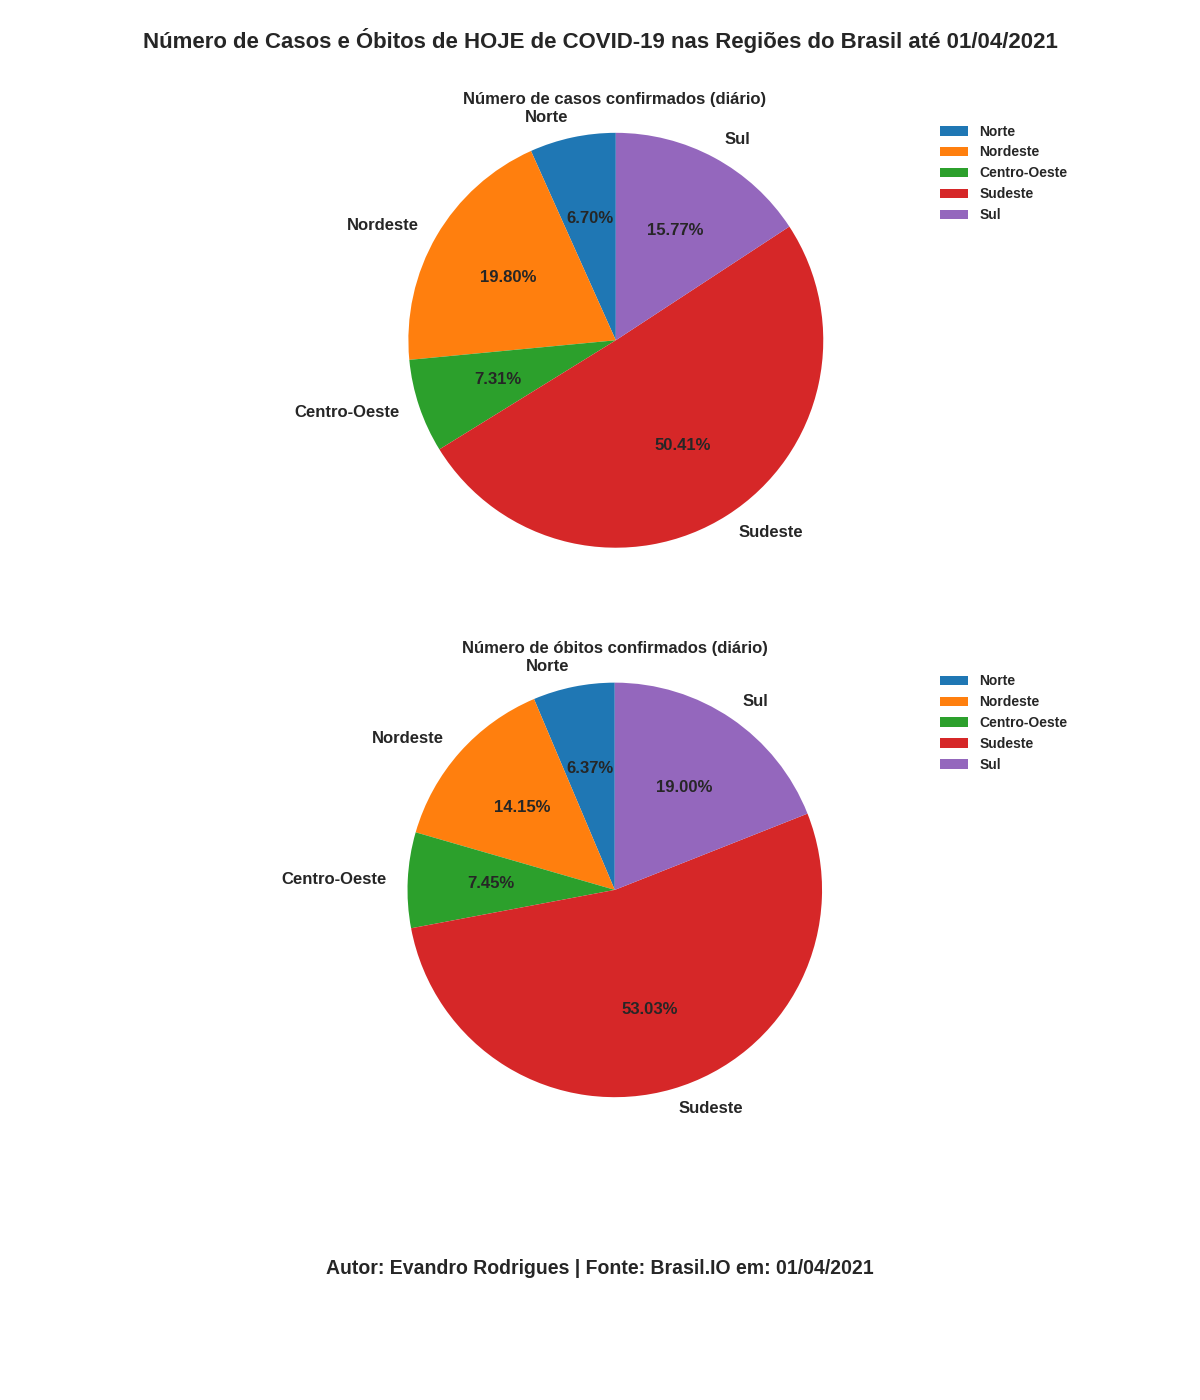 Número de Casos e Óbitos de HOJE de COVID-19 nas Regiões do Brasil até 01/04/2021
Número de casos confirmados (diário)
Norte
Sul
Nordeste
Centro-Oeste
Sudeste
6.70%
15.77%
19.80%
7.31%
50.41%
Norte
Nordeste
Centro-Oeste
Sudeste
Sul
Número de óbitos confirmados (diário)
Norte
Sul
Nordeste
Centro-Oeste
Sudeste
6.37%
19.00%
14.15%
7.45%
53.03%
Norte
Nordeste
Centro-Oeste
Sudeste
Sul
Autor: Evandro Rodrigues | Fonte: Brasil.IO em: 01/04/2021